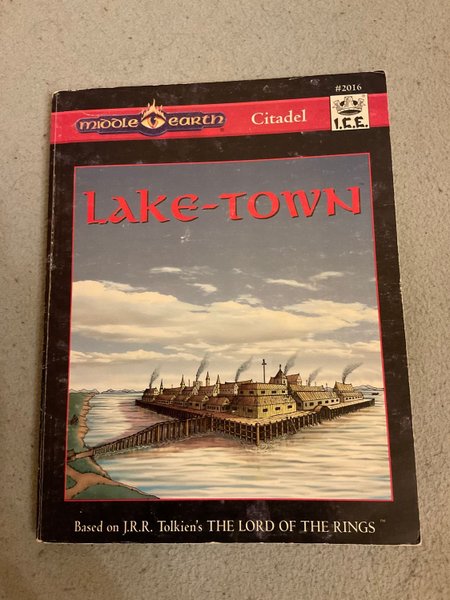 #2016
MIDDLE EARTH
Citadel
I.C.E.
LAKE-TOWN
Based on J.R.R. Tolkien's THE LORD OF THE RINGS™